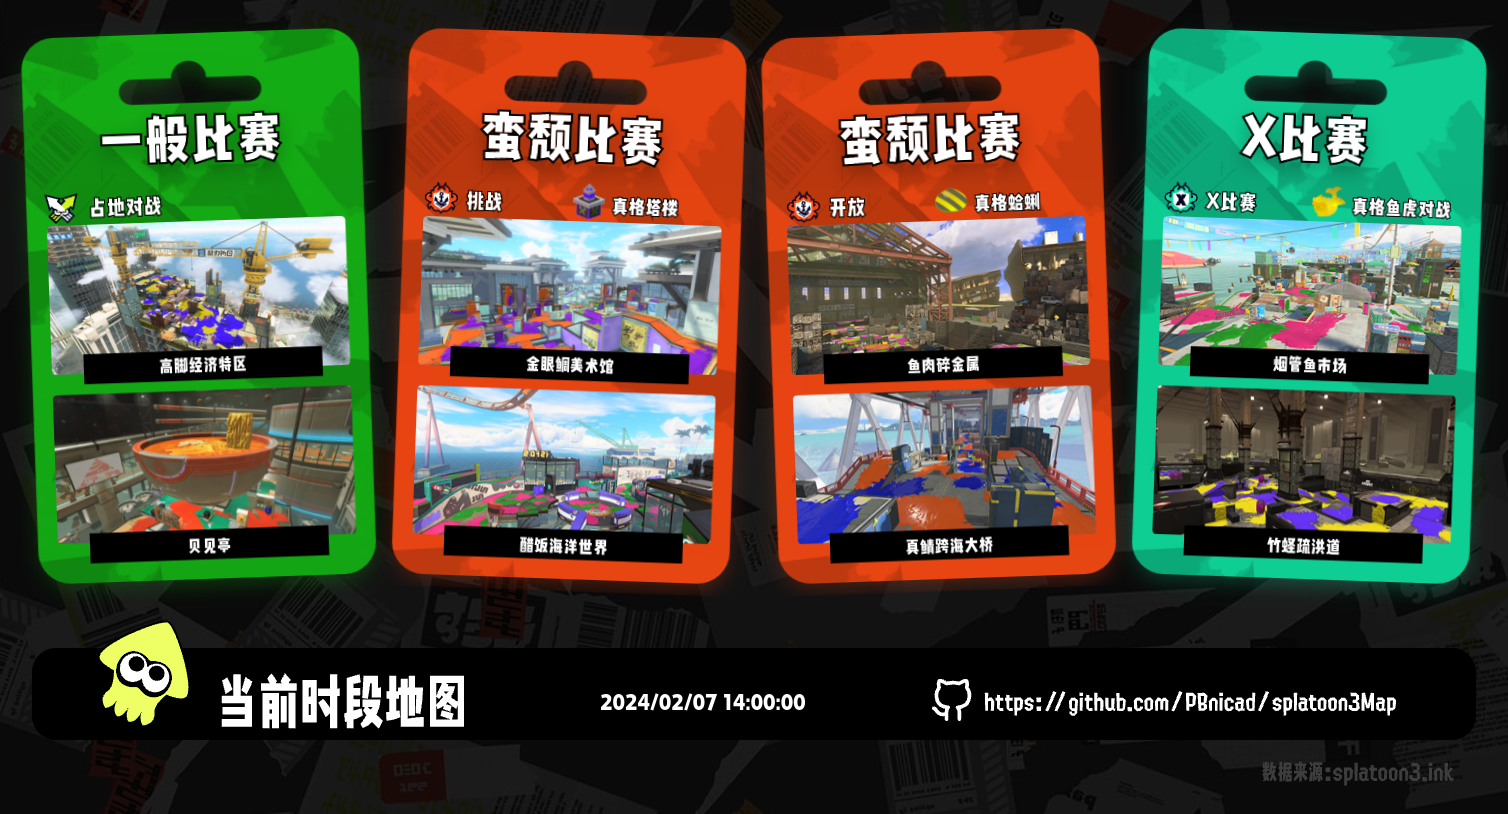 一般比赛
占地对战
高脚经济特区
贝见亭
蛮颓比赛
挑战
真格塔楼
金眼鲷美术馆
醋饭海洋世界
蛮颓比赛
开放
真格蛤蜊
鱼肉碎金属
真鲭跨海大桥
X比赛
X比赛
真格鱼虎对战
烟管鱼市场
竹蛏疏洪道
当前时段地图
2024/02/07 14:00:00
https://github.com/PBnicad/splatoon3Map
数据来源:splatoon3.ink